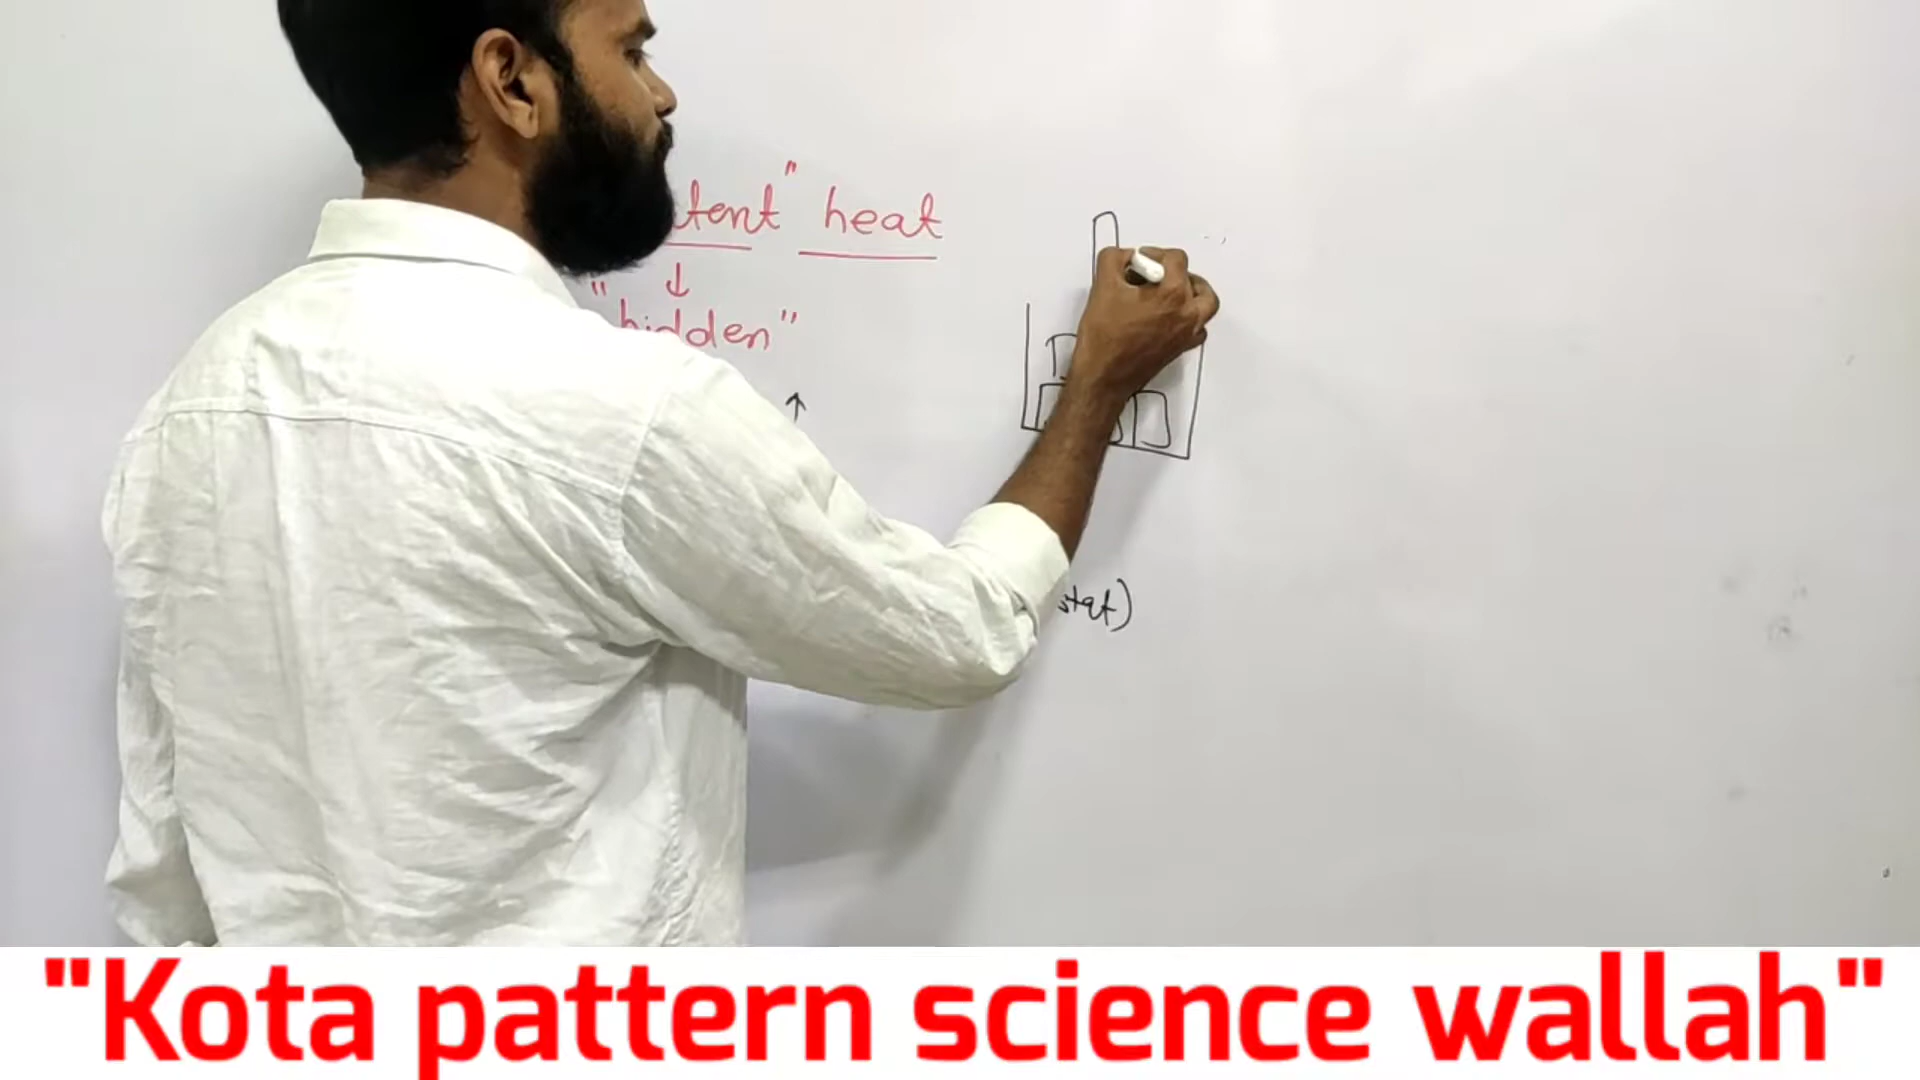 tent" heat
"hidden"
stat)
"Kota pattern science wallah"